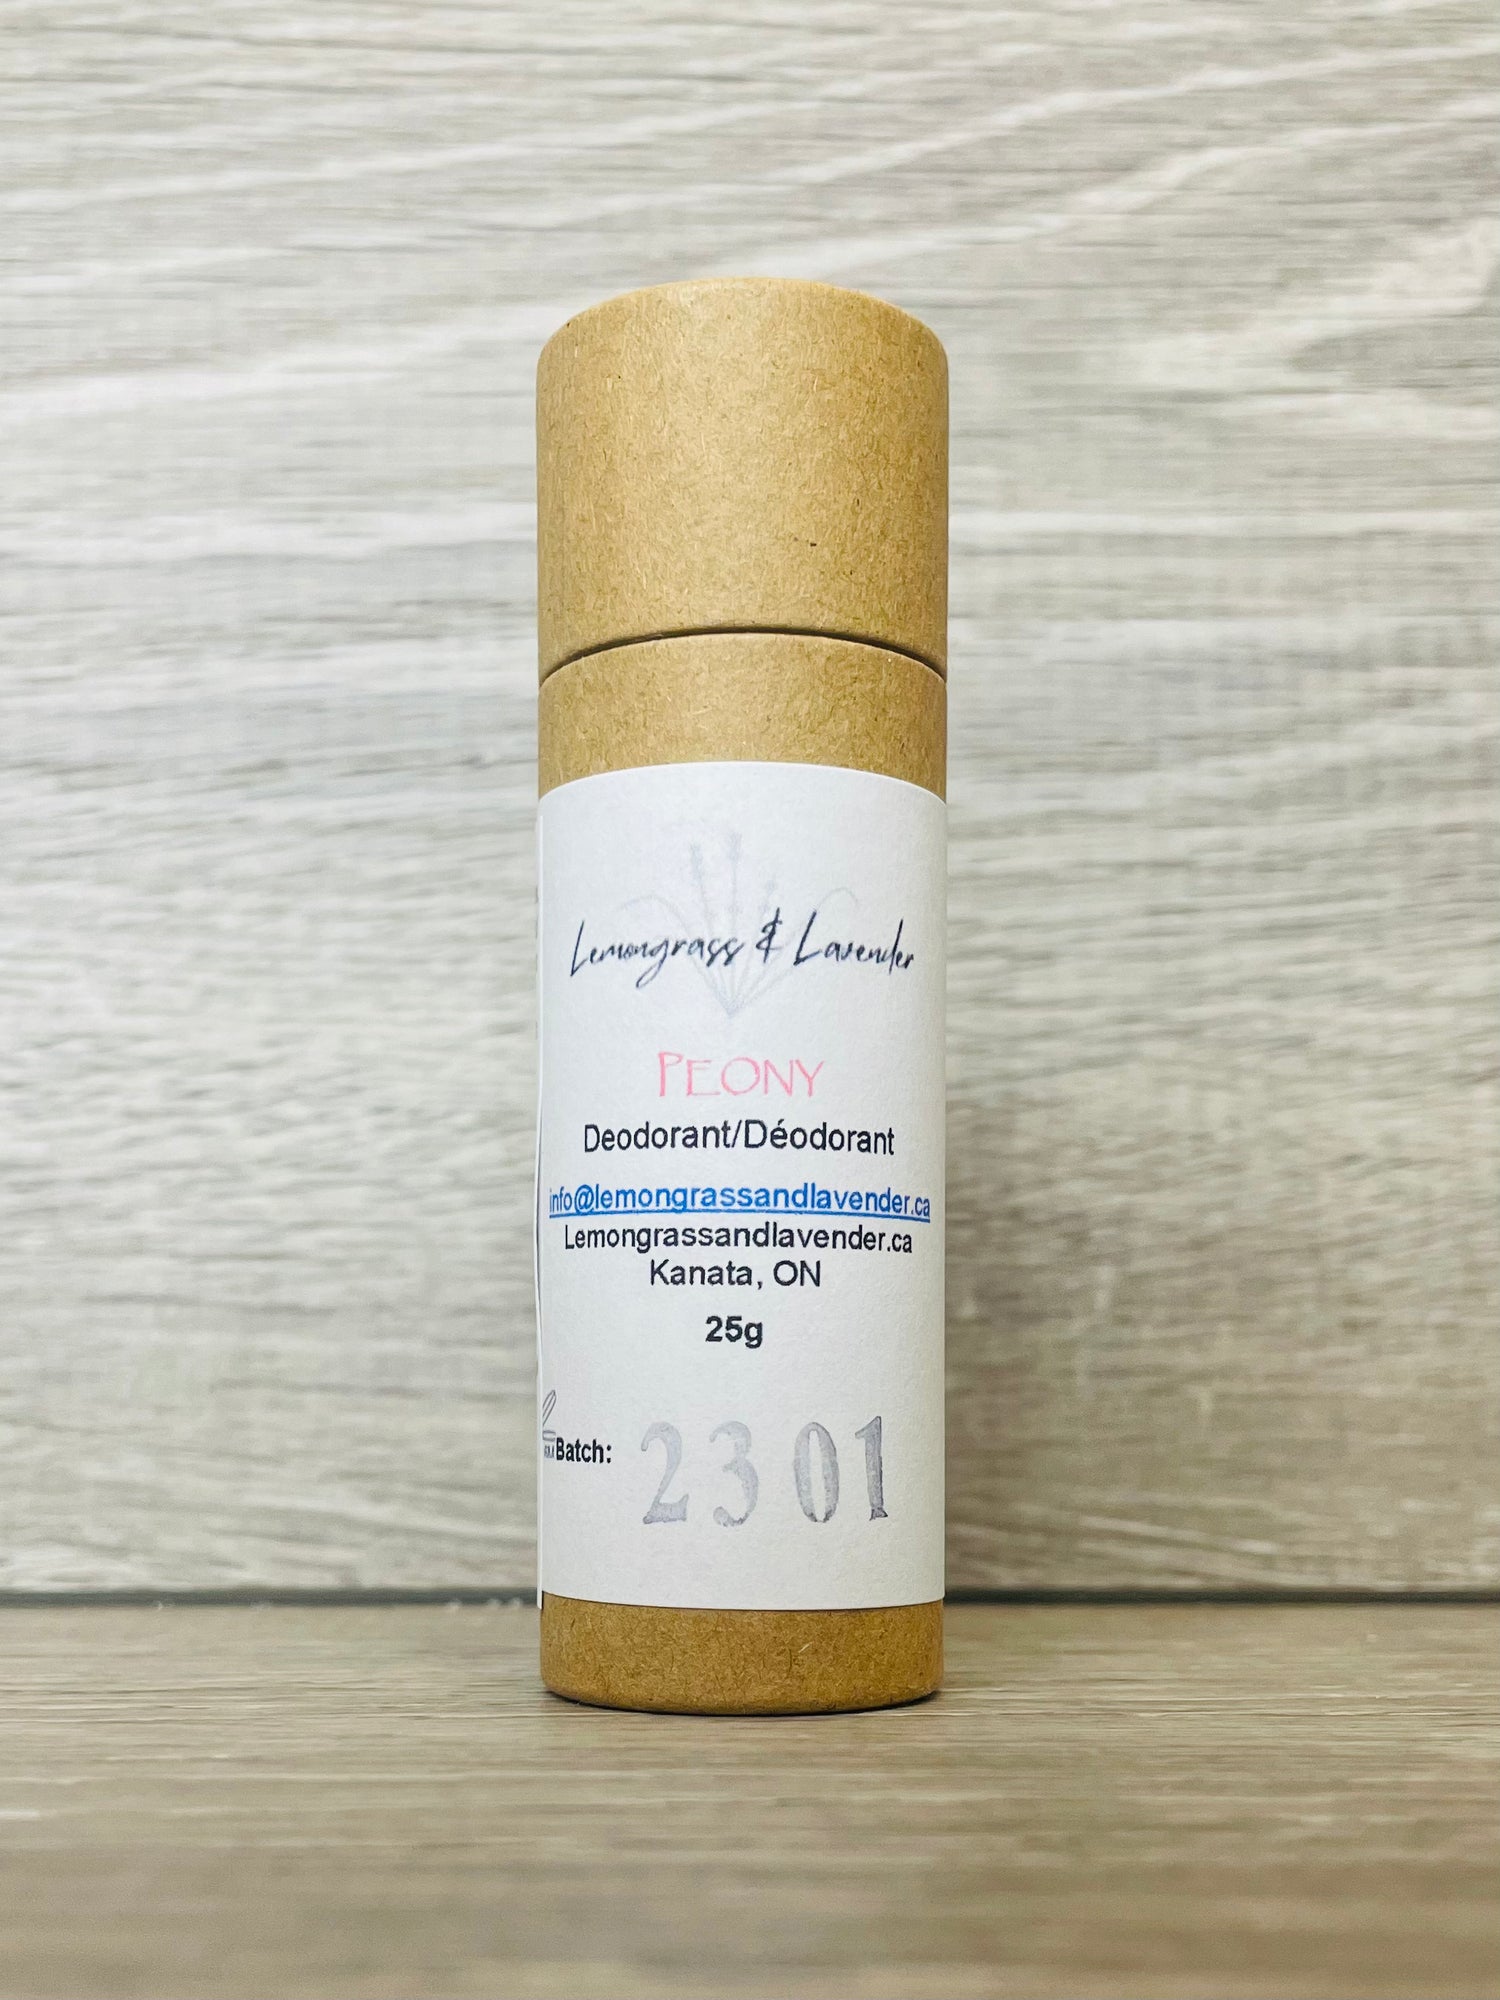 Lemongrass & Lavender
PEONY
Deodorant/Déodorant
info@lemongrassandlavender.ca
Lemongrassandlavender.ca
Kanata, ON
25g
Batch: 2301